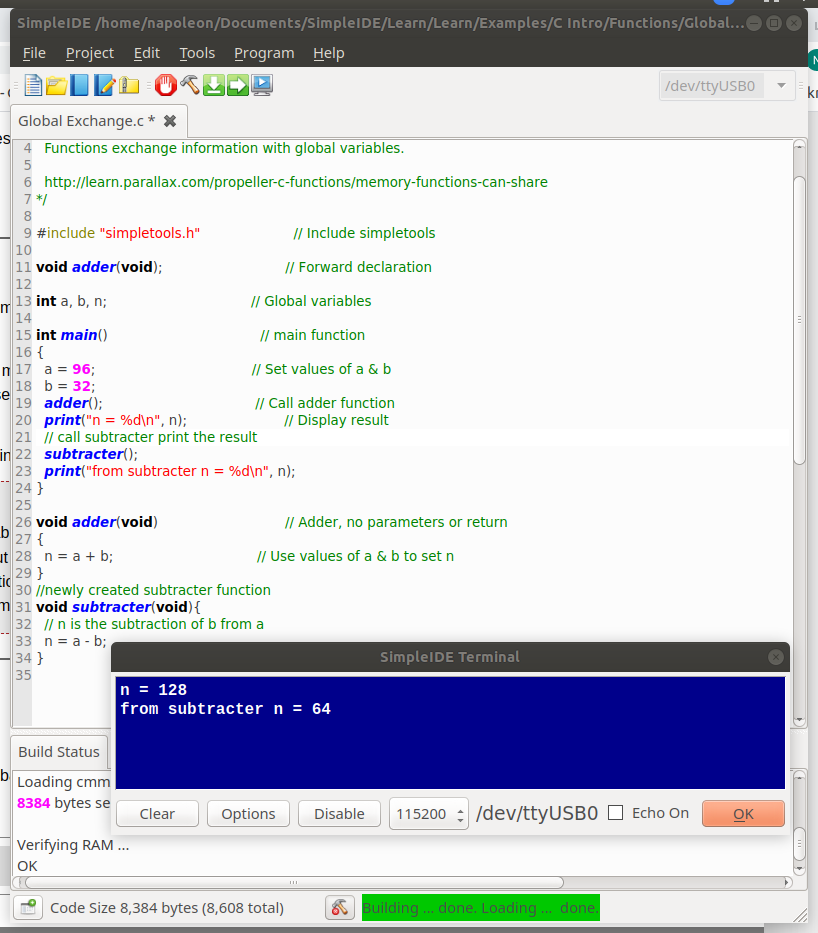 SimpleIDE /home/napoleon/Documents/SimpleIDE/Learn/Learn/Examples/C Intro/Functions/Global...
File Project Edit Tools Program Help
/dev/ttyUSB0
Global Exchange.c *
4 Functions exchange information with global variables.
5
6 http://learn.parallax.com/propeller-c-functions/memory-functions-can-share
7 */
8
9 #include "simpletools.h" // Include simpletools
10
11 void adder(void); // Forward declaration
12
13 int a, b, n; // Global variables
14
15 int main() // main function
16 {
17 a = 96; // Set values of a & b
18 b = 32;
19 adder(); // Call adder function
20 print("n = %d\n", n); // Display result
21 // call subtracter print the result
22 subtracter();
23 print("from subtracter n = %d\n", n);
24 }
25
26 void adder(void) // Adder, no parameters or return
27 {
28 n = a + b; // Use values of a & b to set n
29 }
30 //newly created subtracter function
31 void subtracter(void){
32 // n is the subtraction of b from a
33 n = a - b;
34 }
35
SimpleIDE Terminal
n = 128
from subtracter n = 64
Clear Options Disable 115200 /dev/ttyUSB0 Echo On OK
Build Status
Loading cmm
8384 bytes se
Verifying RAM ...
OK
Code Size 8,384 bytes (8,608 total) Building ... done. Loading ... done.